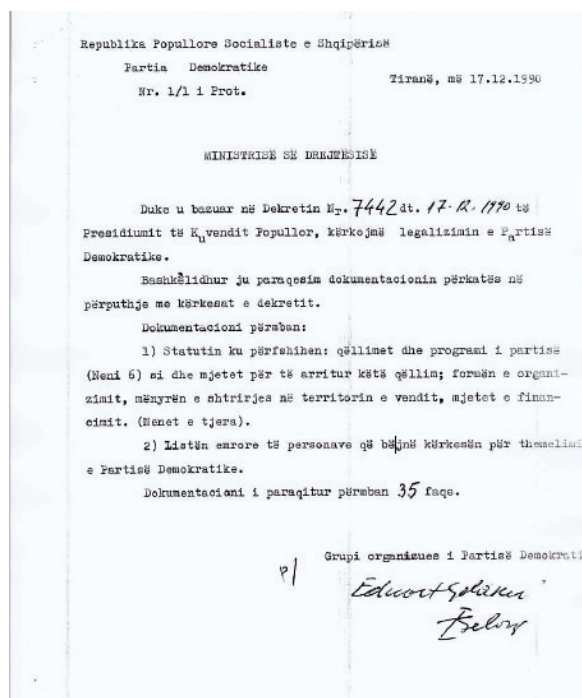 Republika Popullore Socialiste e Shqipërisë
Partia Demokratike
Nr. 1/1 i Prot.
Tiranë, më 17.12.1990
MINISTRISË SË DREJTËSISË
Duke u bazuar në Dekretin Nr. 7442 dt. 17-12-1990 të
Presidiumit të Kuvendit Popullor, kërkojmë legalizimin e Partisë
Demokratike.
Bashkëlidhur ju paraqesim dokumentacionin përkatës në
përputhje me kërkesat e dekretit.
Dokumentacioni përmban:
1) Statutin ku përfshihen: qëllimet dhe programi i partisë
(Neni 6) si dhe mjetet për të arritur këtë qëllim; formën e organi-
zimit, mënyrën e shtrirjes në territorin e vendit, mjetet e finan-
cimit. (Nenet e tjera).
2) Listën emrore të personave që bëjnë kërkesën për themelimi
e Partisë Demokratike.
Dokumentacioni i paraqitur përmban 35 faqe.
Grupi organizues i Partisë Demokrati
p/